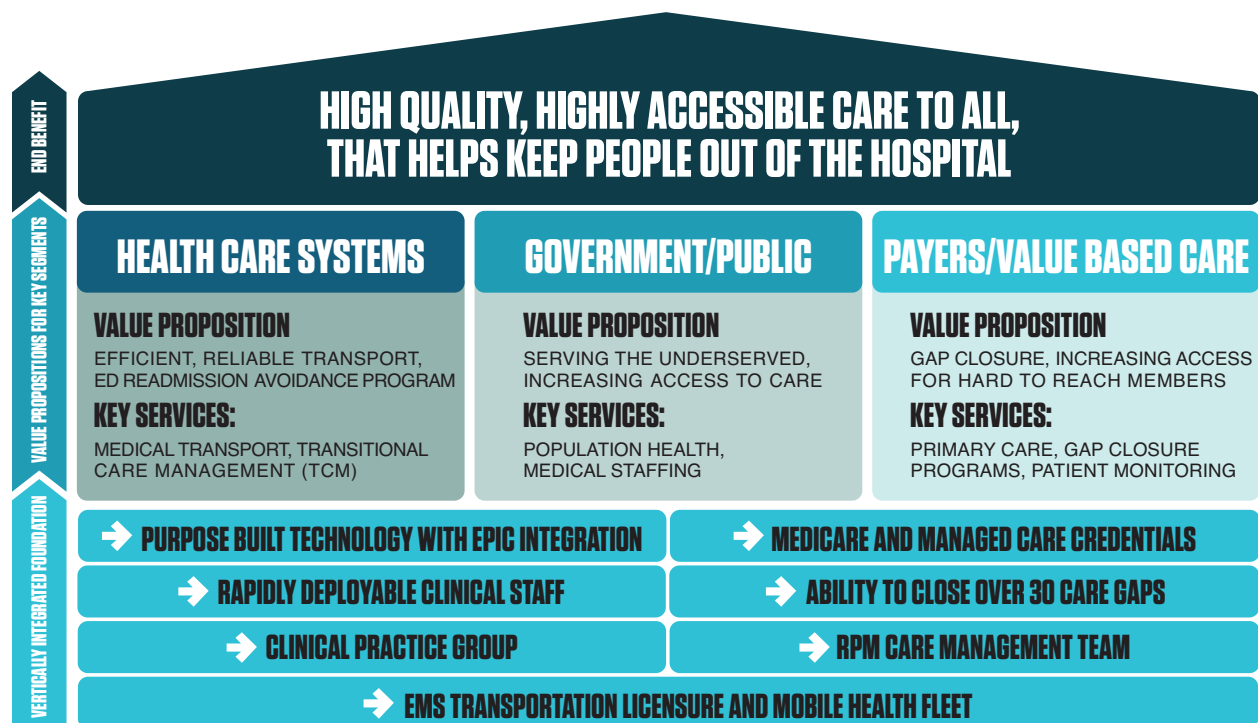 END BENEFIT
HIGH QUALITY, HIGHLY ACCESSIBLE CARE TO ALL,
THAT HELPS KEEP PEOPLE OUT OF THE HOSPITAL
VALUE PROPOSITIONS FOR KEY SEGMENTS
HEALTH CARE SYSTEMS
VALUE PROPOSITION
EFFICIENT, RELIABLE TRANSPORT,
ED READMISSION AVOIDANCE PROGRAM
KEY SERVICES:
MEDICAL TRANSPORT, TRANSITIONAL
CARE MANAGEMENT (TCM)
GOVERNMENT/PUBLIC
VALUE PROPOSITION
SERVING THE UNDERSERVED,
INCREASING ACCESS TO CARE
KEY SERVICES:
POPULATION HEALTH,
MEDICAL STAFFING
PAYERS/VALUE BASED CARE
VALUE PROPOSITION
GAP CLOSURE, INCREASING ACCESS
FOR HARD TO REACH MEMBERS
KEY SERVICES:
PRIMARY CARE, GAP CLOSURE
PROGRAMS, PATIENT MONITORING
VERTICALLY INTEGRATED FOUNDATION
PURPOSE BUILT TECHNOLOGY WITH EPIC INTEGRATION
MEDICARE AND MANAGED CARE CREDENTIALS
RAPIDLY DEPLOYABLE CLINICAL STAFF
ABILITY TO CLOSE OVER 30 CARE GAPS
CLINICAL PRACTICE GROUP
RPM CARE MANAGEMENT TEAM
EMS TRANSPORTATION LICENSURE AND MOBILE HEALTH FLEET